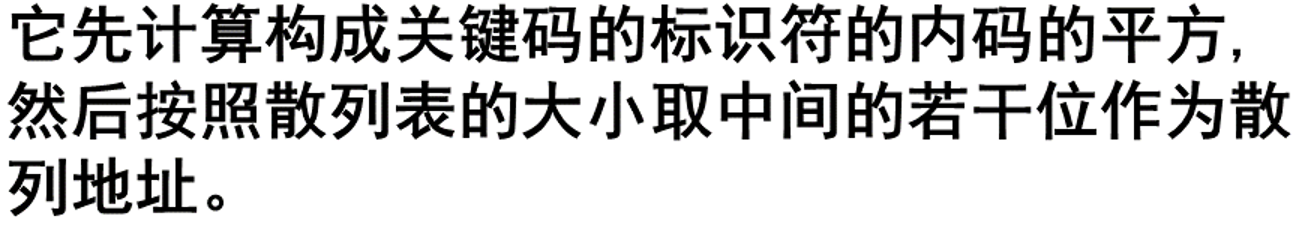 它先计算构成关键码的标识符的内码的平方,
然后按照散列表的大小取中间的若干位作为散
列地址。